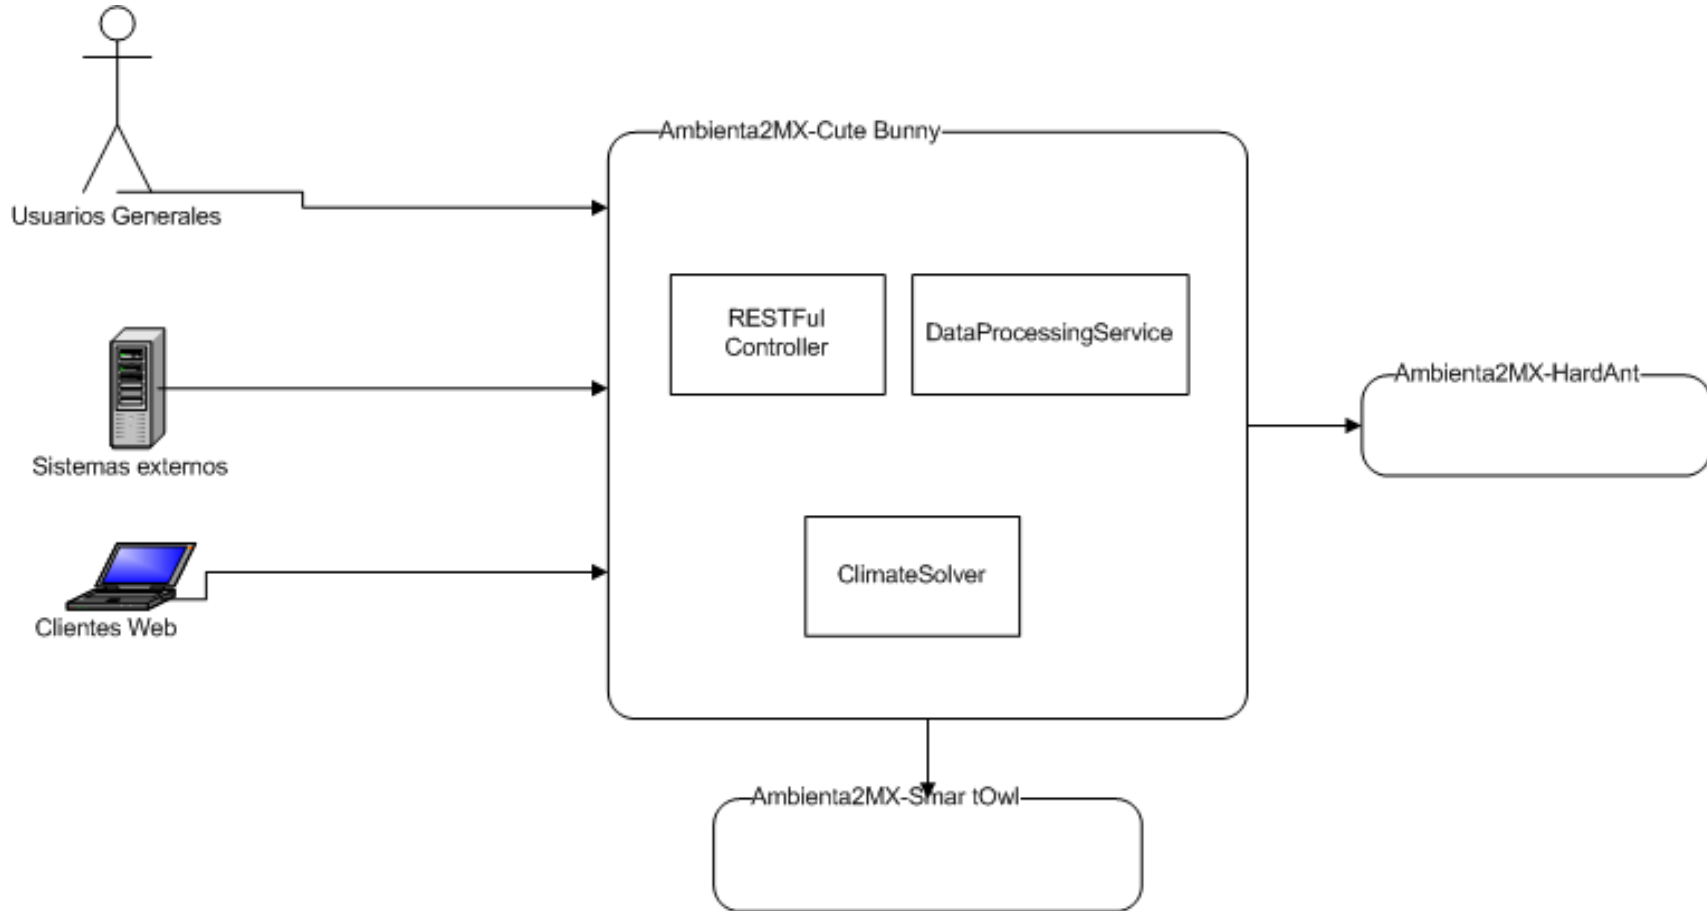 Ambienta2MX-Cute Bunny
Usuarios Generales
RESTFul
Controller
DataProcessingService
Ambienta2MX-HardAnt
Sistemas externos
ClimateSolver
Clientes Web
Ambienta2MX-Smar tOwl